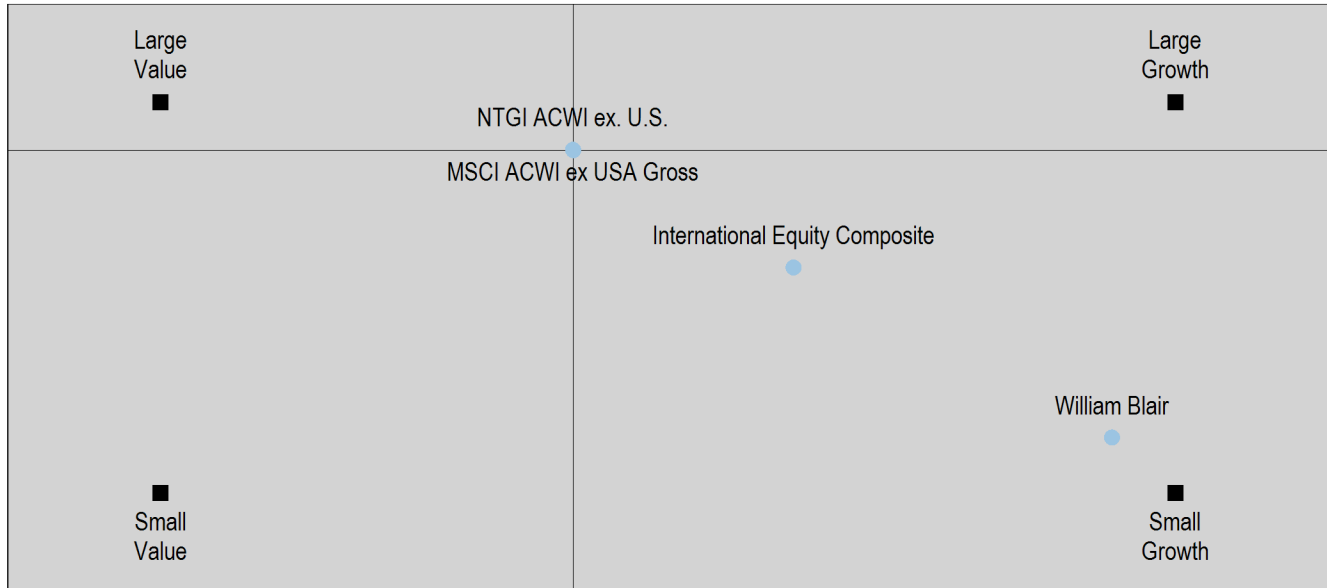 Large
Value
Large
Growth
NTGI ACWI ex. U.S.
MSCI ACWI ex USA Gross
International Equity Composite
William Blair
Small
Value
Small
Growth